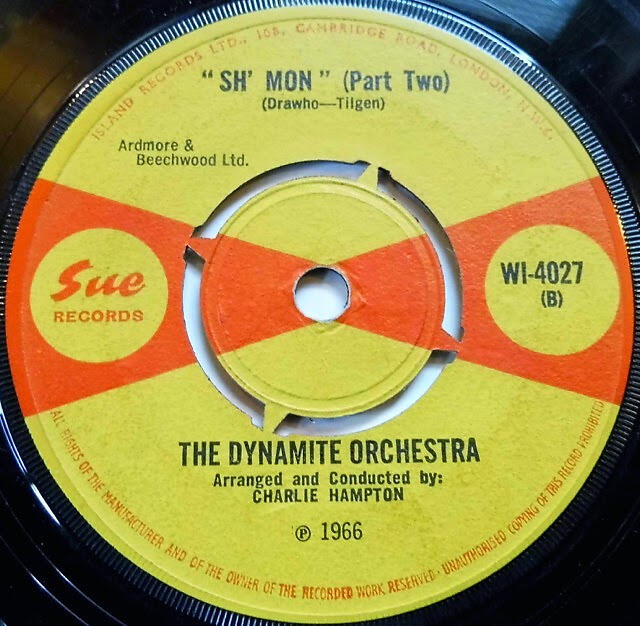 ISLAND RECORDS LTD., 108, CAMBRIDGE ROAD, LONDON, N.W.6.
"SH' MON" (Part Two)
(Drawho—Tilgen)
Ardmore &
Beechwood Ltd.
Sue
RECORDS
WI-4027
(B)
THE DYNAMITE ORCHESTRA
Arranged and Conducted by:
CHARLIE HAMPTON
℗ 1966
ALL RIGHTS OF THE MANUFACTURER AND OF THE OWNER OF THE RECORDED WORK RESERVED - UNAUTHORISED COPYING OF THIS RECORD PROHIBITED